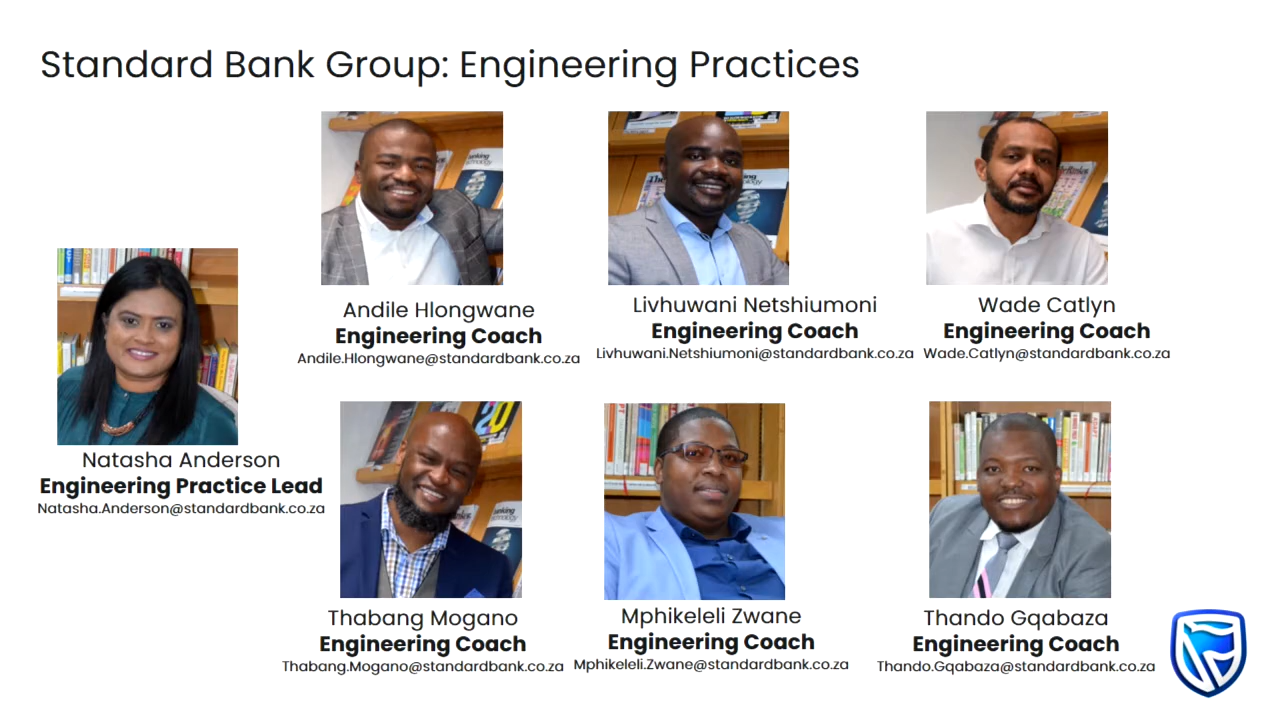 Standard Bank Group: Engineering Practices
Andile Hlongwane
Engineering Coach
Andile.Hlongwane@standardbank.co.za
Livhuwani Netshiumoni
Engineering Coach
Livhuwani.Netshiumoni@standardbank.co.za
Wade Catlyn
Engineering Coach
Wade.Catlyn@standardbank.co.za
Natasha Anderson
Engineering Practice Lead
Natasha.Anderson@standardbank.co.za
Thabang Mogano
Engineering Coach
Thabang.Mogano@standardbank.co.za
Mphikeleli Zwane
Engineering Coach
Mphikeleli.Zwane@standardbank.co.za
Thando Gqabaza
Engineering Coach
Thando.Gqabaza@standardbank.co.za